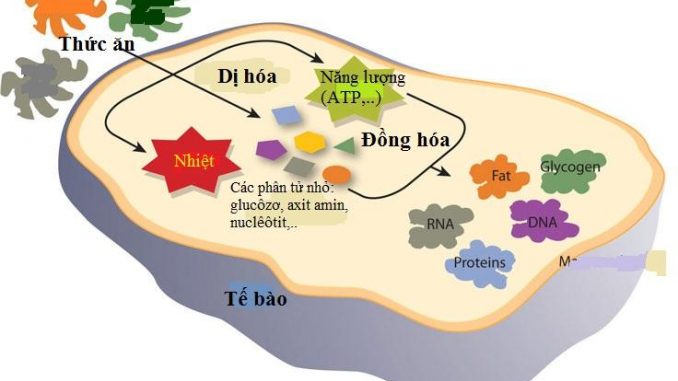 Thức ăn
Dị hóa
Năng lượng
(ATP,..)
Đồng hóa
Nhiệt
Các phân tử nhỏ:
glucôzơ, axit amin,
nuclêôtit,..
Fat
Glycogen
RNA
DNA
Proteins
Tế bào